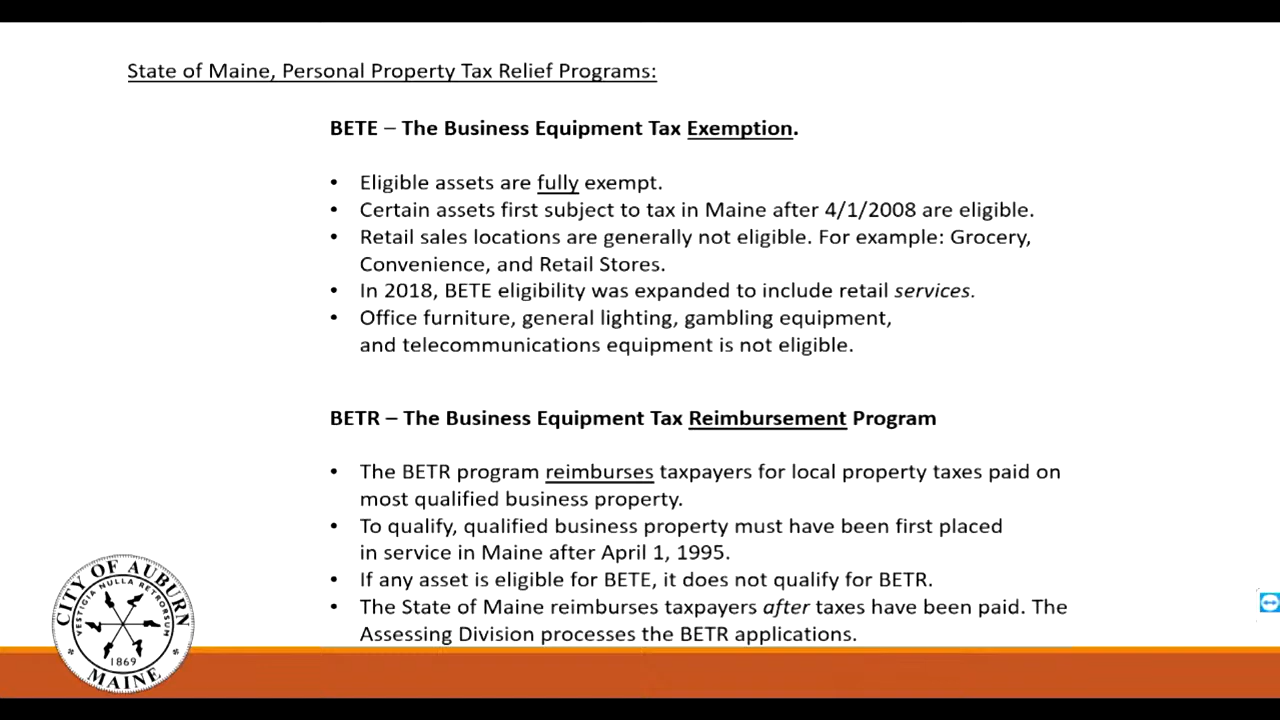 State of Maine, Personal Property Tax Relief Programs:
BETE – The Business Equipment Tax Exemption.
• Eligible assets are fully exempt.
• Certain assets first subject to tax in Maine after 4/1/2008 are eligible.
• Retail sales locations are generally not eligible. For example: Grocery,
Convenience, and Retail Stores.
• In 2018, BETE eligibility was expanded to include retail services.
• Office furniture, general lighting, gambling equipment,
and telecommunications equipment is not eligible.
BETR – The Business Equipment Tax Reimbursement Program
• The BETR program reimburses taxpayers for local property taxes paid on
most qualified business property.
• To qualify, qualified business property must have been first placed
in service in Maine after April 1, 1995.
• If any asset is eligible for BETE, it does not qualify for BETR.
• The State of Maine reimburses taxpayers after taxes have been paid. The
Assessing Division processes the BETR applications.
CITY OF AUBURN
VESTIGIA NULLA RETRORSUM
1869
MAINE